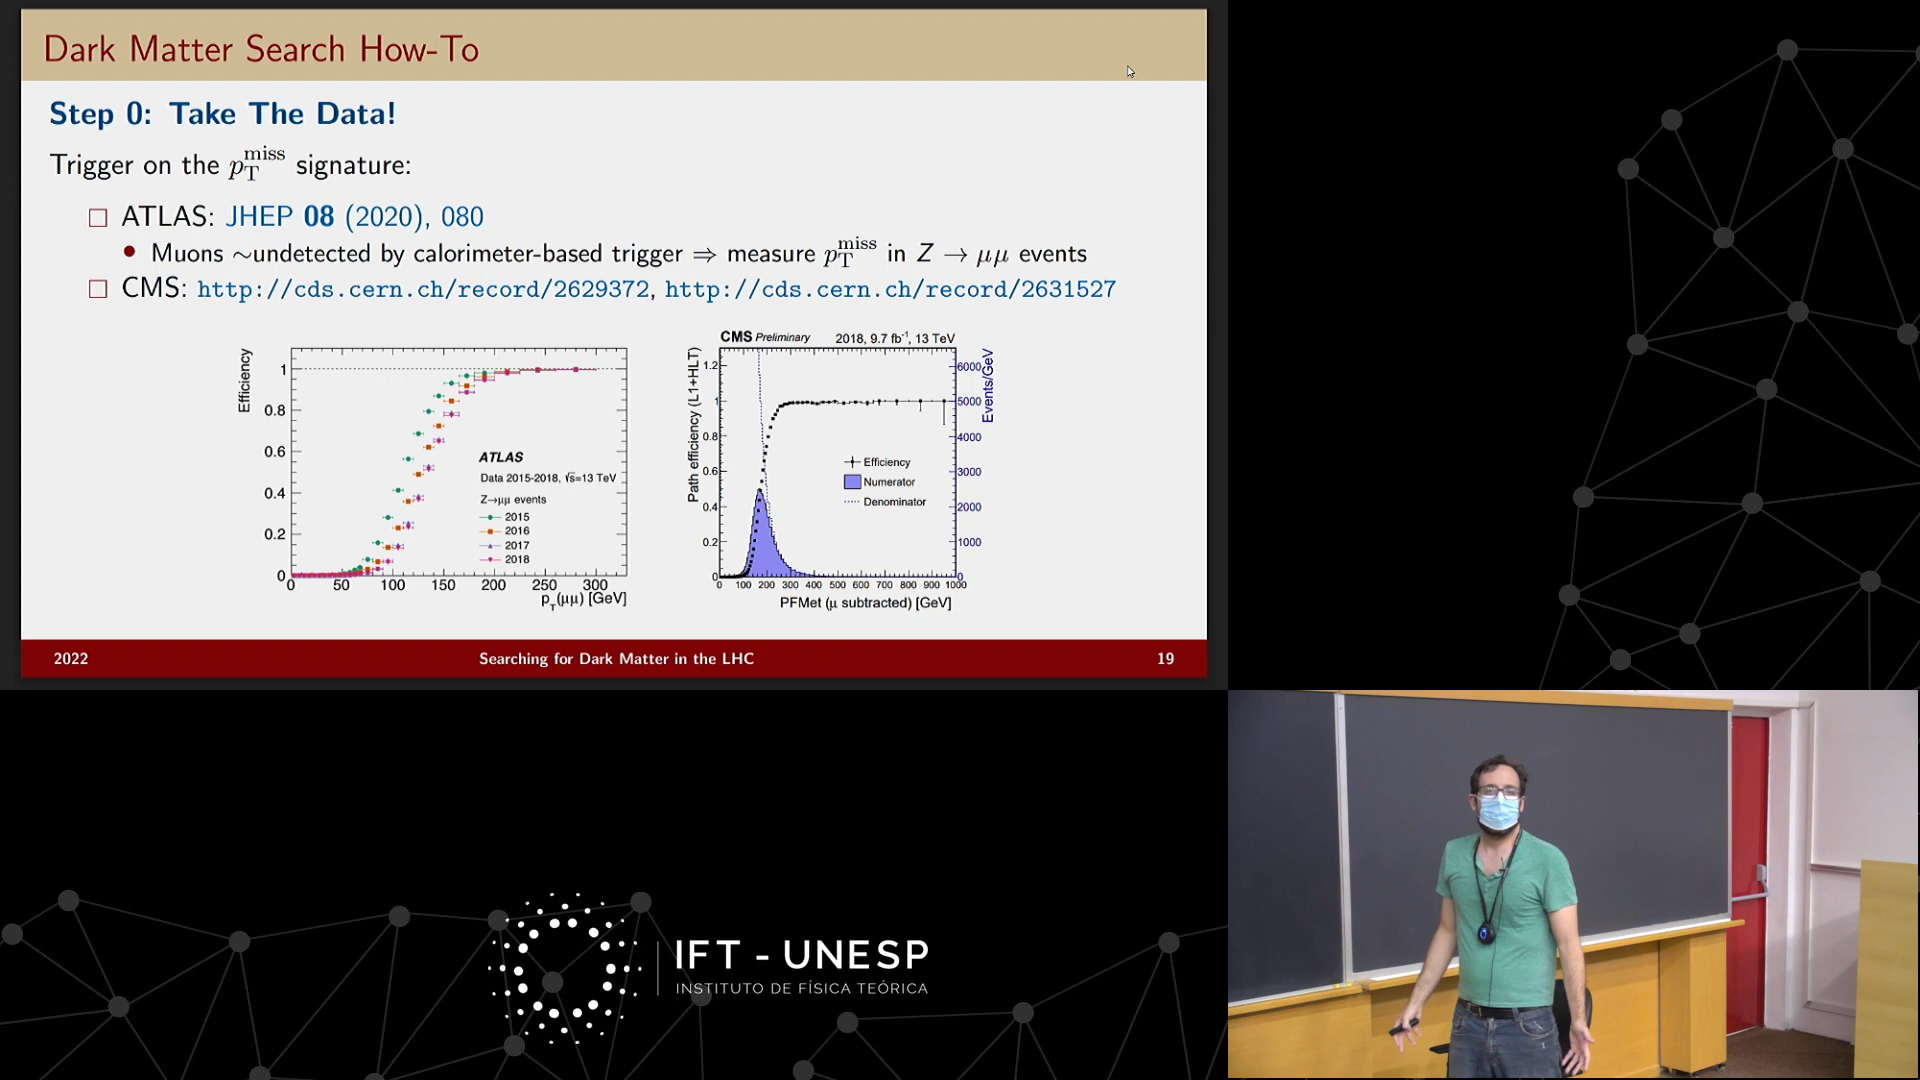 Dark Matter Search How-To
Step 0: Take The Data!
Trigger on the p_T^miss signature:
ATLAS: JHEP 08 (2020), 080
Muons ∼undetected by calorimeter-based trigger ⇒ measure p_T^miss in Z → μμ events
CMS: http://cds.cern.ch/record/2629372, http://cds.cern.ch/record/2631527
Efficiency
1
0.8
0.6
0.4
0.2
0
0 50 100 150 200 250 300
p_T(μμ) [GeV]
ATLAS
Data 2015-2018, √s=13 TeV
Z→μμ events
2015
2016
2017
2018
CMS Preliminary 2018, 9.7 fb⁻¹, 13 TeV
Path efficiency (L1+HLT)
1.2
1
0.8
0.6
0.4
0.2
0
Events/GeV
6000
5000
4000
3000
2000
1000
0
Efficiency
Numerator
Denominator
0 100 200 300 400 500 600 700 800 900 1000
PFMet (μ subtracted) [GeV]
2022 Searching for Dark Matter in the LHC 19
IFT - UNESP
INSTITUTO DE FÍSICA TEÓRICA